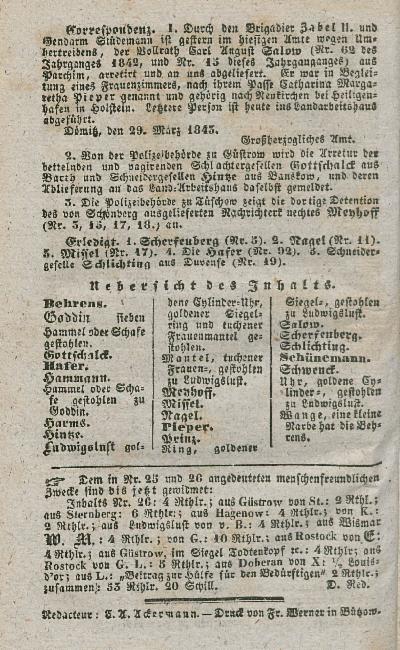 Correspondenz. 1. Durch den Brigadier Zabel II. und
Gendarm Stüdemann ist gestern im hiesigen Amte wegen Um-
hertreibens, der Vollrath Carl August Salow (Nr. 62 des
Jahrganges 1842, und Nr. 15 dieses Jahrganganges) aus
Parchim, arretirt und an uns abgeliefert. Er war in Beglei-
tung eines Frauenzimmers, nach ihrem Passe Catharina Marga-
retha Pieper genannt und gehörig nach Neukirchen bei Heiligen-
hafen in Holstein. Letztere Person ist heute ins Landarbeitshaus
abgeführt.
Dömitz, den 29. März 1843.
Großherzogliches Amt.
2. Von der Polizeibehörde zu Güstrow wird die Arretur der
bettelnden und vagirenden Schlachtergesellen Gottschalck aus
Barth und Schneidergesellen Hintze aus Banskow, und deren
Ablieferung an das Land-Arbeitshaus daselbst gemeldet.
3. Die Polizeibehörde zu Tüschow zeigt die dortige Detention
des von Schönberg ausgelieferten Nachrichterknechtes Meyhoff
(Nr. 3, 15, 17, 18,) an.
Erledigt. 1. Scherfenberg (Nr. 3). 2. Nagel (Nr. 11).
3. Missel (Nr. 17). 4. Die Hafer (Nr. 92). 5. Schneider-
geselle Schlichting aus Duvense (Nr. 19).
Uebersicht des Inhalts.
Behrens.
Goddin sieben
Hammel oder Schafe
gestohlen.
Gottschalck.
Hafer.
Hammann.
Hammel oder Scha-
fe gestohlen zu
Goddin.
Harms.
Hintze.
Ludwigslust gol-
dene Cylinder-Uhr,
goldener Siegel-
ring und tuchener
Frauenmantel ge-
stohlen.
Mantel, tuchener
Frauen-, gestohlen
zu Ludwigslust.
Meyhoff.
Missel.
Nagel.
Pieper.
Prinz.
Ring, goldener
Siegel-, gestohlen
zu Ludwigslust.
Salow.
Scherfenberg.
Schlichting.
Schünemann.
Schwenck.
Uhr, goldene Cy-
linder-, gestohlen
zu Ludwigslust.
Wange, eine kleine
Narbe hat die Beh-
rens.
☞ Dem in Nr. 25 und 26 angedeuteten menschenfreundlichen
Zwecke sind bis jetzt gewidmet:
Inhalts Nr. 26: 4 Rthlr.; aus Güstrow von St.: 2 Rthl;
aus Sternberg: 6 Rthlr.; aus Hagenow: 4 Rthlr.; von K.:
2 Rthlr.; aus Ludwigslust von v. B.: 4 Rthlr.; aus Wismar
W. M.: 4 Rthlr.; von G.: 10 Rthlr.; aus Rostock von E:
4 Rthlr.; aus Güstrow, im Siegel Todtenkopf ꝛc.: 4 Rthlr.; aus
Rostock von G. L.: 5 Rthlr.; aus Doberan von X: ½ Louis-
d'or; aus L.: „Beitrag zur Hülfe für den Bedürftigen“ 2 Rthlr.;
zusammen: 53 Rthlr. 20 Schill. D. Red.
Redacteur: C. A. Ackermann. — Druck von Fr. Werner in Bützow.